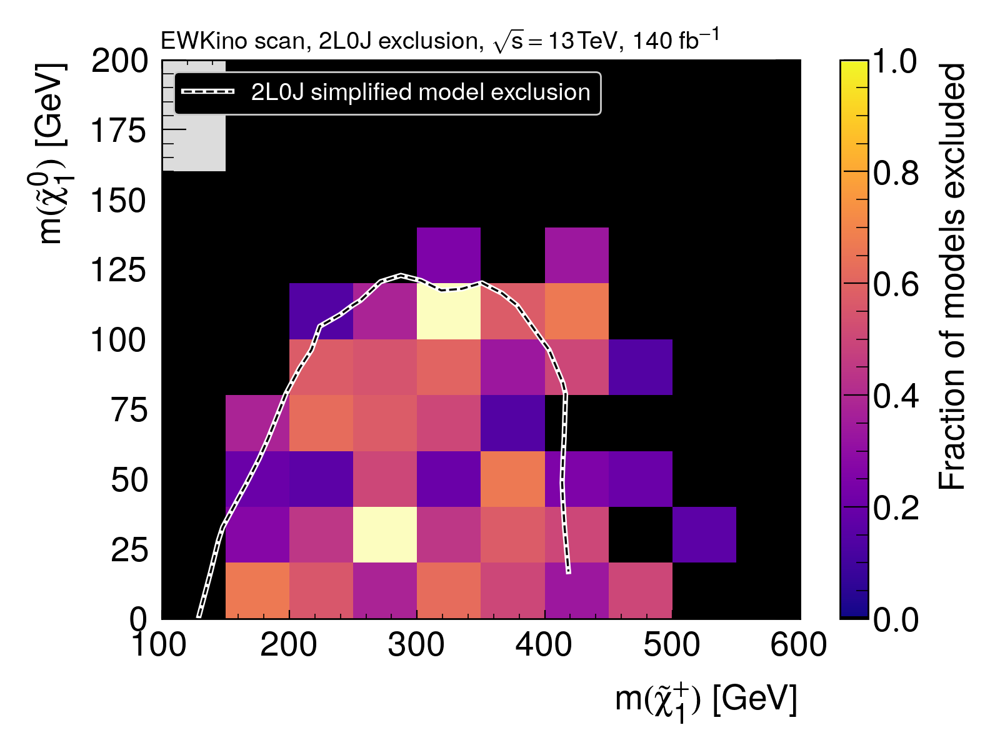 EWKino scan, 2L0J exclusion, √s = 13 TeV, 140 fb⁻¹
2L0J simplified model exclusion
m(χ̃₁⁰) [GeV]
200
175
150
125
100
75
50
25
0
100 200 300 400 500 600
m(χ̃₁⁺) [GeV]
1.0
0.8
0.6
0.4
0.2
0.0
Fraction of models excluded